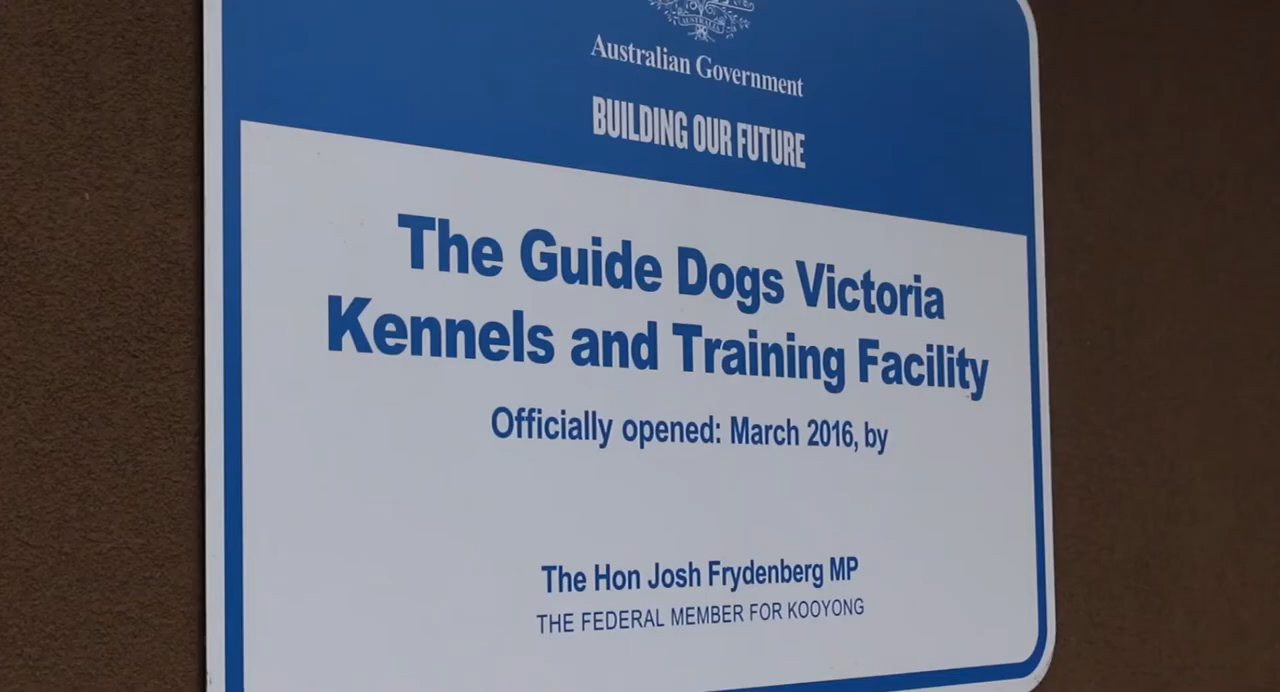 AUSTRALIA
Australian Government
BUILDING OUR FUTURE
The Guide Dogs Victoria
Kennels and Training Facility
Officially opened: March 2016, by
The Hon Josh Frydenberg MP
THE FEDERAL MEMBER FOR KOOYONG